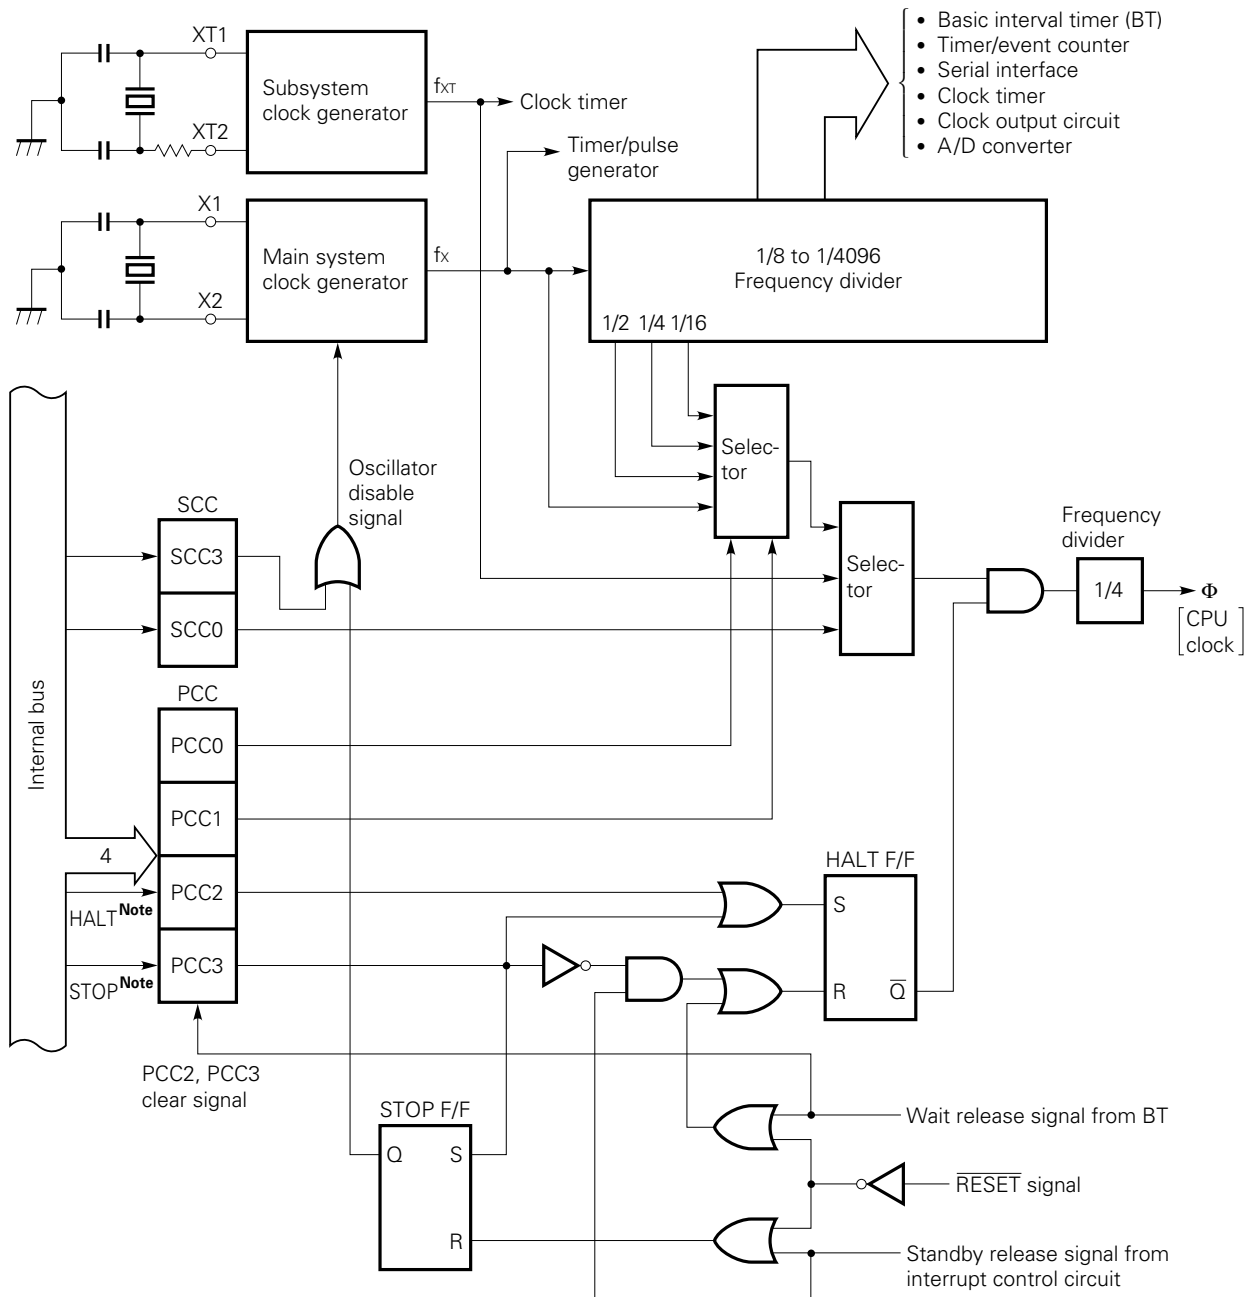 XT1
Subsystem
clock generator
XT2
fXT
Clock timer
Timer/pulse
generator
• Basic interval timer (BT)
• Timer/event counter
• Serial interface
• Clock timer
• Clock output circuit
• A/D converter
X1
Main system
clock generator
X2
fX
1/8 to 1/4096
Frequency divider
1/2 1/4 1/16
Selec-
tor
Oscillator
disable
signal
SCC
SCC3
SCC0
Selec-
tor
Frequency
divider
1/4
Φ
[CPU
clock]
Internal bus
PCC
PCC0
PCC1
4
PCC2
HALT Note
PCC3
STOP Note
HALT F/F
S
R Q̅
PCC2, PCC3
clear signal
STOP F/F
Q S
R
Wait release signal from BT
R̅E̅S̅E̅T̅ signal
Standby release signal from
interrupt control circuit